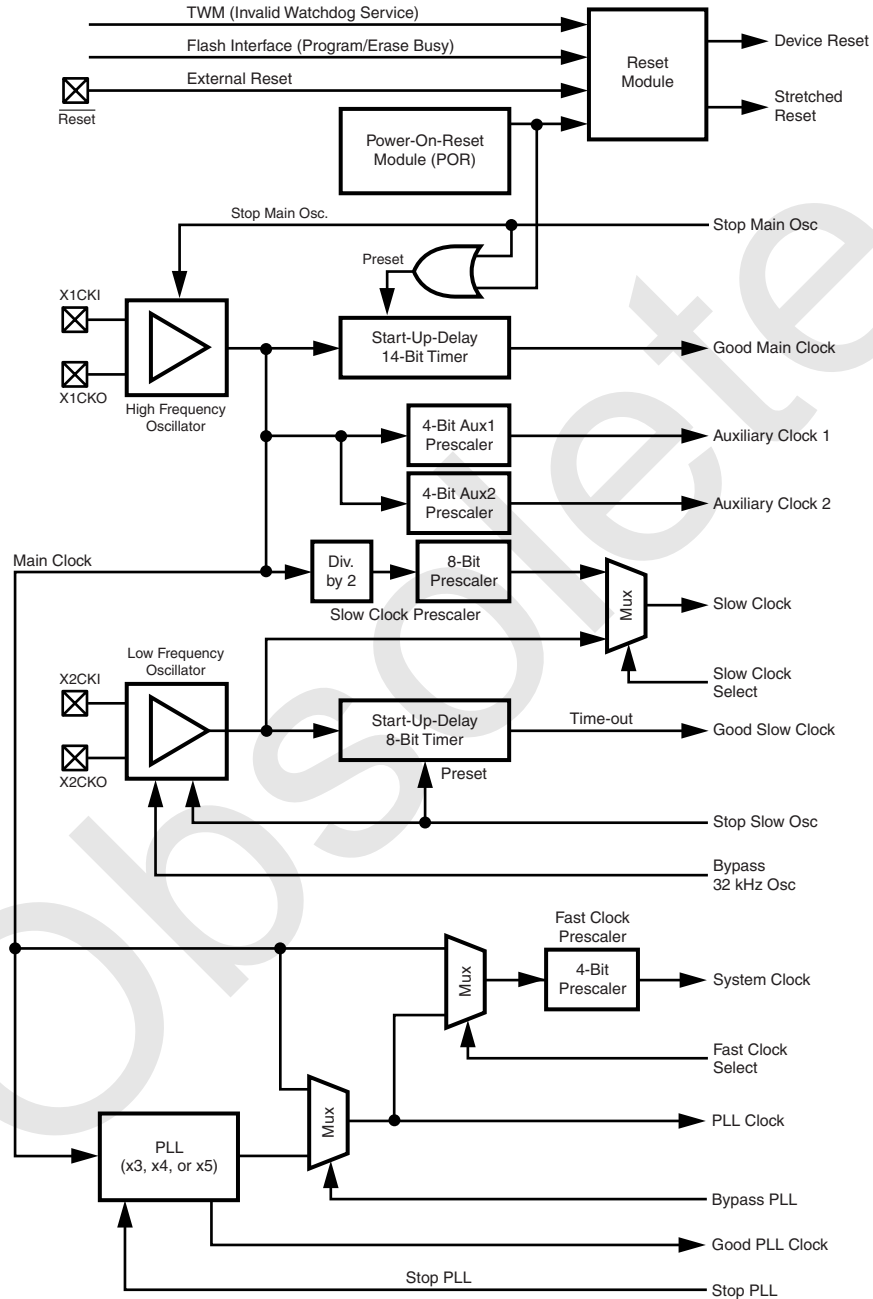 TWM (Invalid Watchdog Service)
Flash Interface (Program/Erase Busy)
External Reset
Reset
Reset
Module
Device Reset
Stretched
Reset
Power-On-Reset
Module (POR)
Stop Main Osc.
Stop Main Osc
Preset
X1CKI
X1CKO
High Frequency
Oscillator
Start-Up-Delay
14-Bit Timer
Good Main Clock
4-Bit Aux1
Prescaler
Auxiliary Clock 1
4-Bit Aux2
Prescaler
Auxiliary Clock 2
Main Clock
Div.
by 2
8-Bit
Prescaler
Slow Clock Prescaler
Mux
Slow Clock
Slow Clock
Select
Low Frequency
Oscillator
X2CKI
X2CKO
Start-Up-Delay
8-Bit Timer
Time-out
Good Slow Clock
Preset
Stop Slow Osc
Bypass
32 kHz Osc
Fast Clock
Prescaler
Mux
4-Bit
Prescaler
System Clock
Fast Clock
Select
Mux
PLL Clock
PLL
(x3, x4, or x5)
Bypass PLL
Good PLL Clock
Stop PLL
Stop PLL
Obsolete